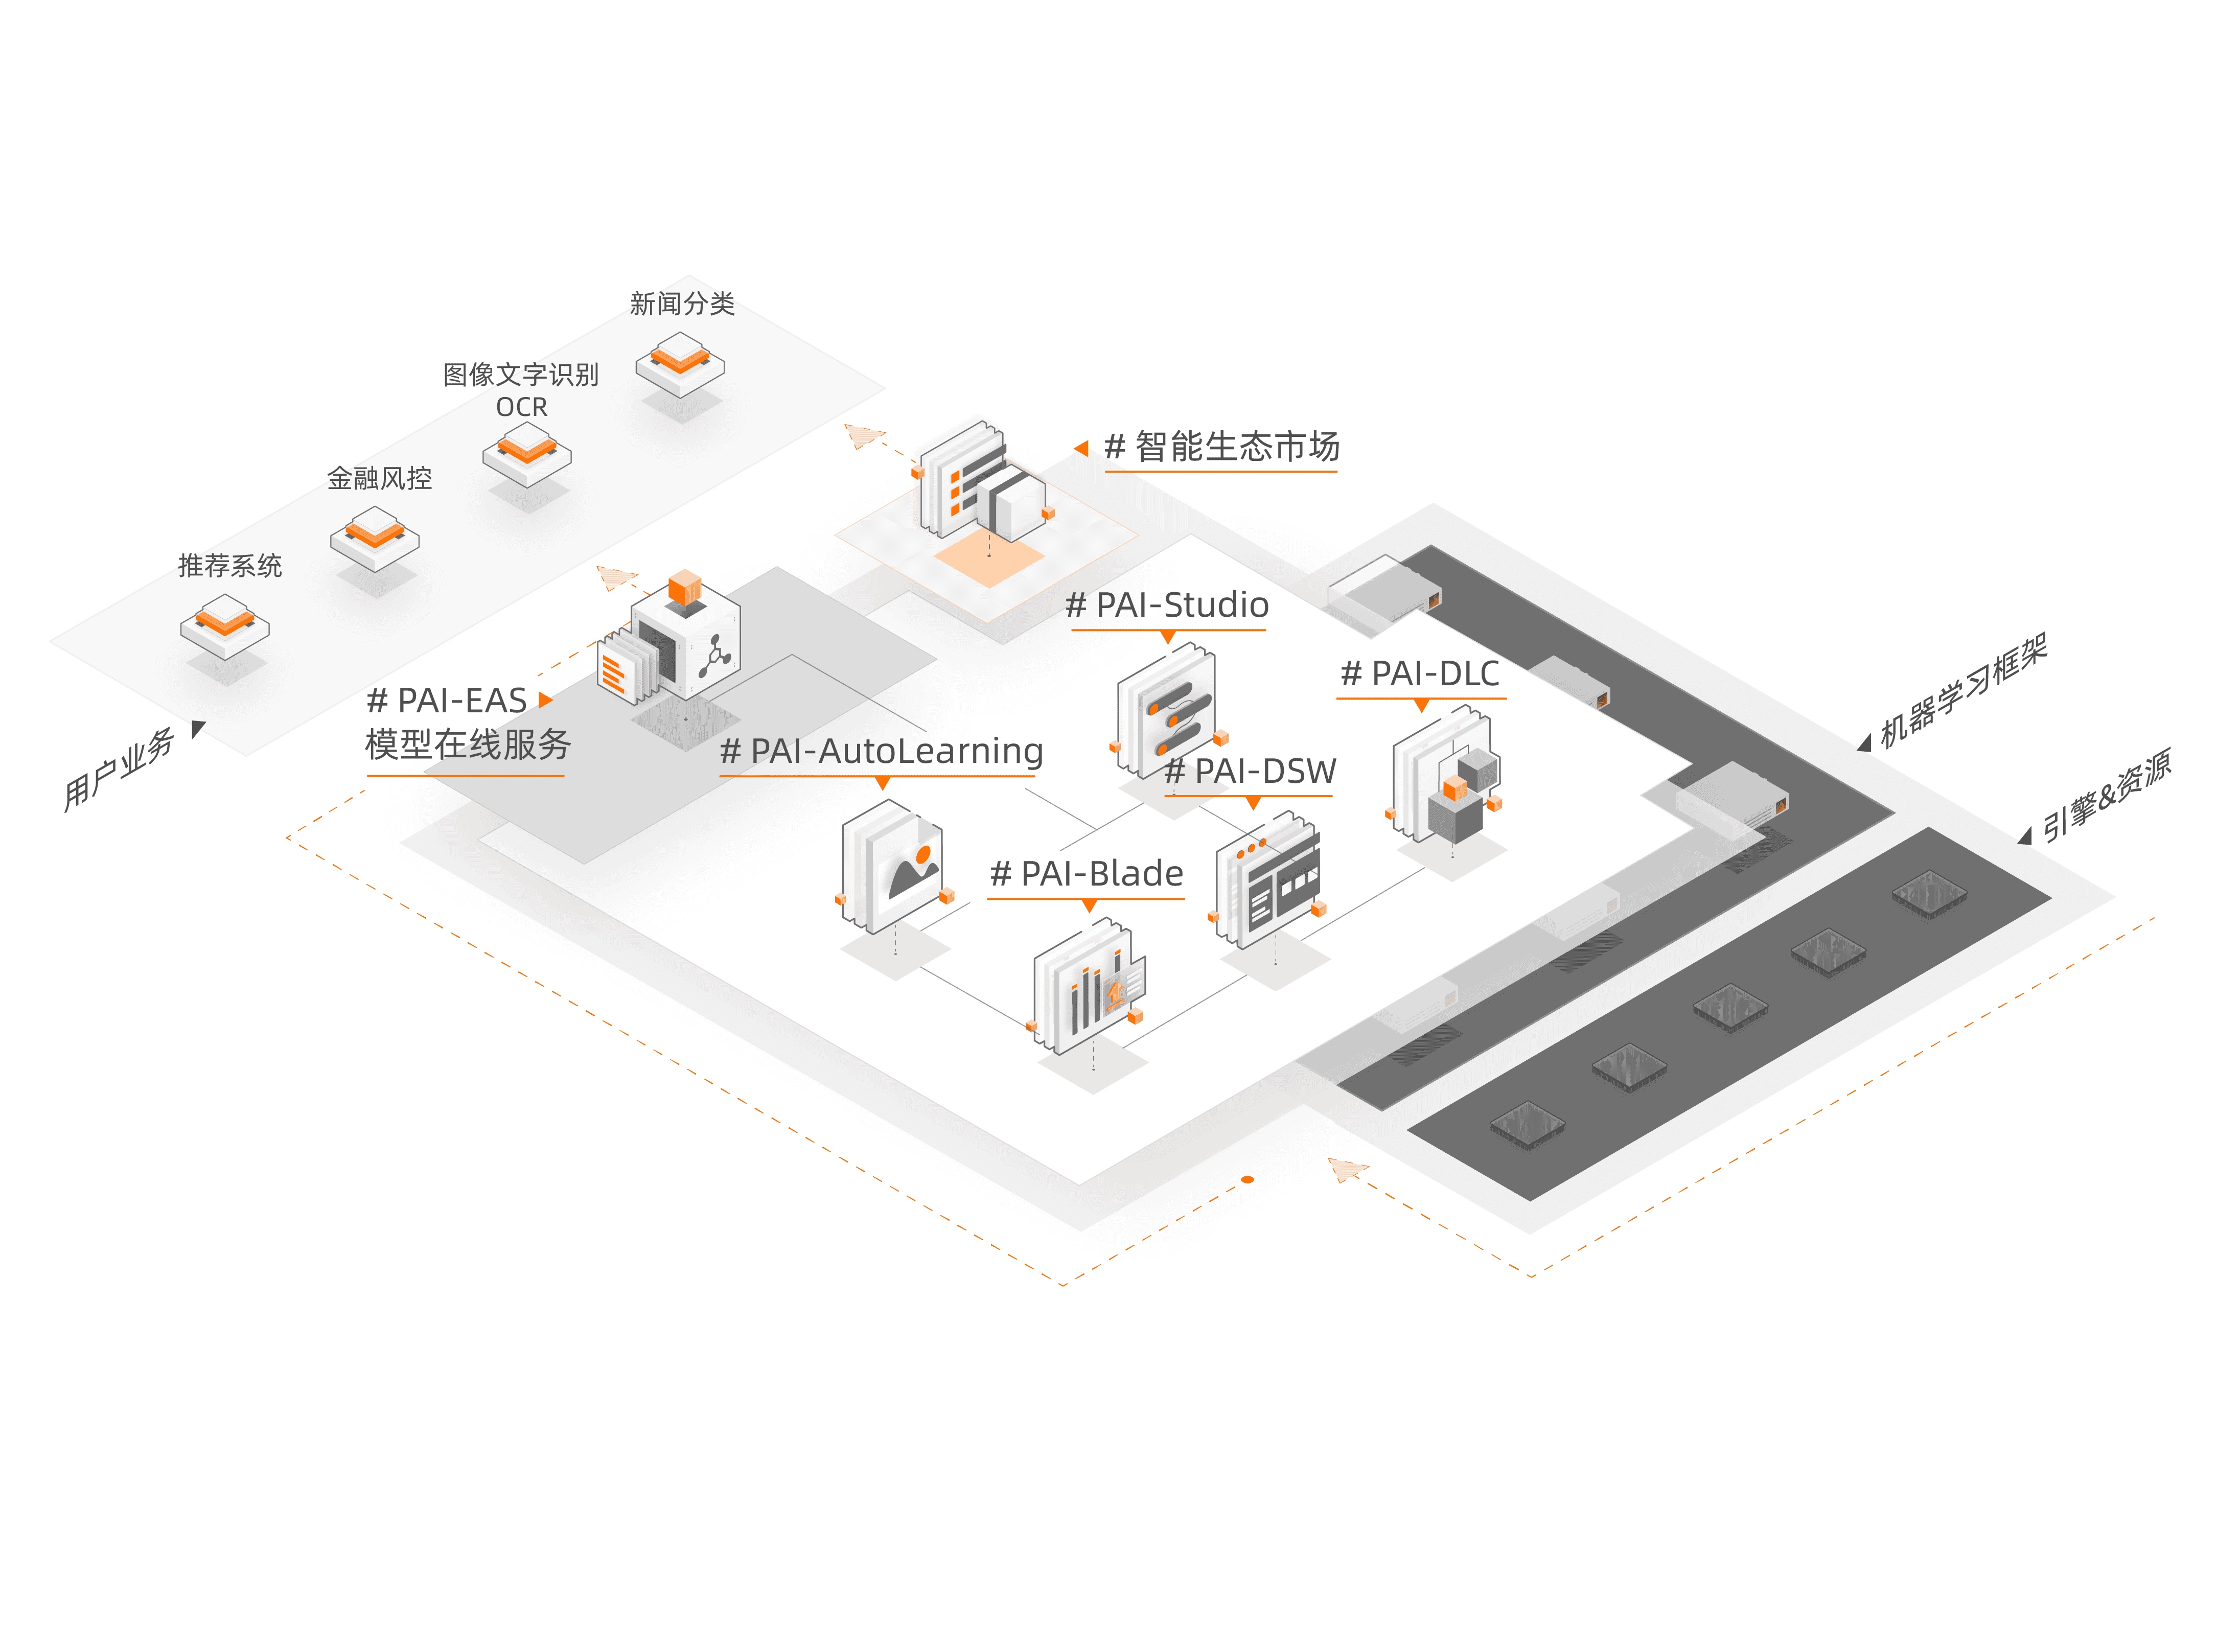 新闻分类
图像文字识别
OCR
金融风控
推荐系统
用户业务
# 智能生态市场
# PAI-EAS
模型在线服务
# PAI-AutoLearning
# PAI-Studio
# PAI-DLC
# PAI-DSW
# PAI-Blade
机器学习框架
引擎&资源